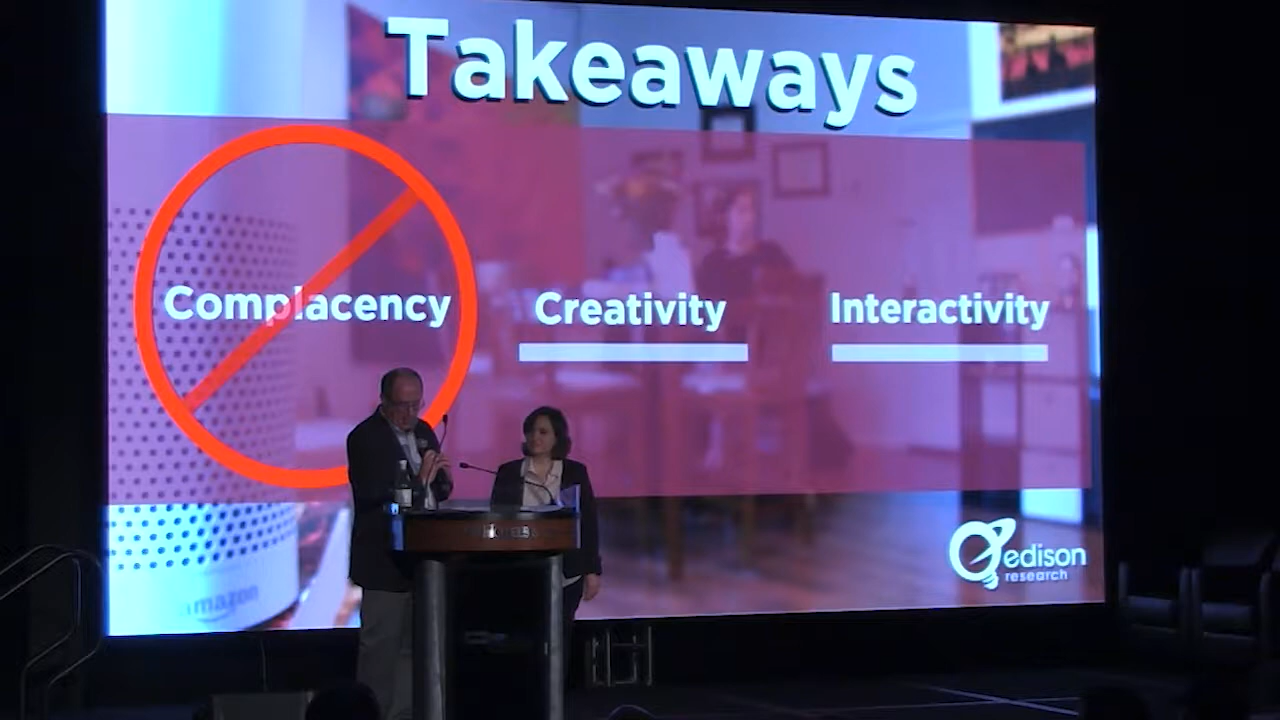 Takeaways
Complacency
Creativity
Interactivity
edison
research
amazon